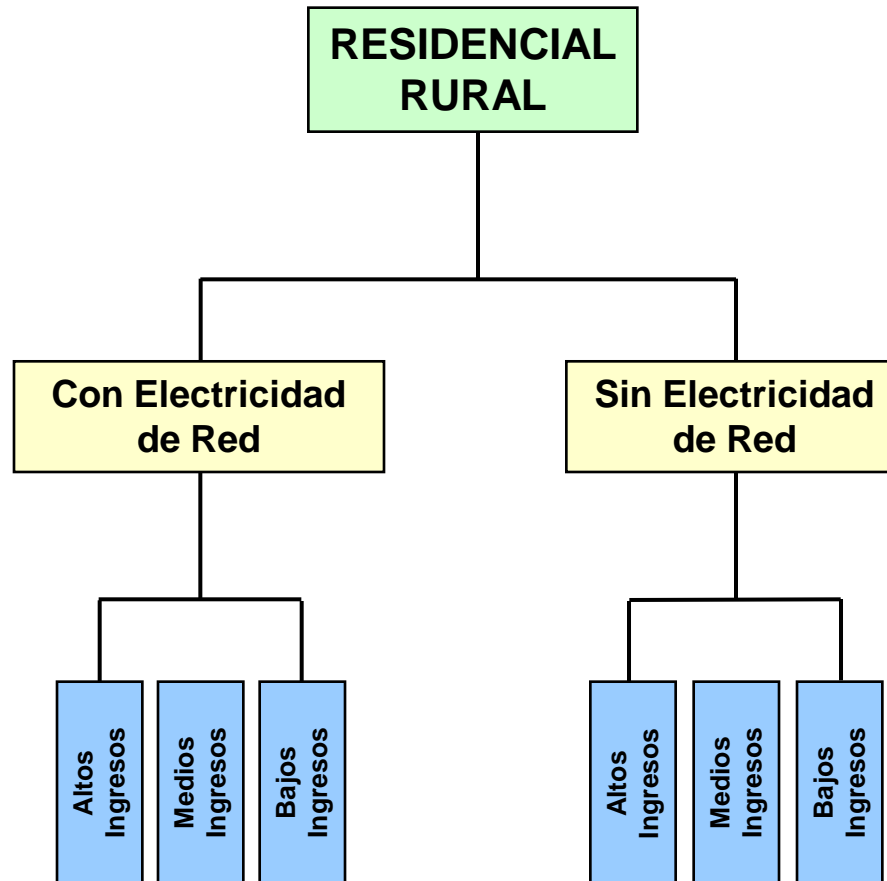 RESIDENCIAL
RURAL
Con Electricidad
de Red
Sin Electricidad
de Red
Altos
Ingresos
Medios
Ingresos
Bajos
Ingresos
Altos
Ingresos
Medios
Ingresos
Bajos
Ingresos